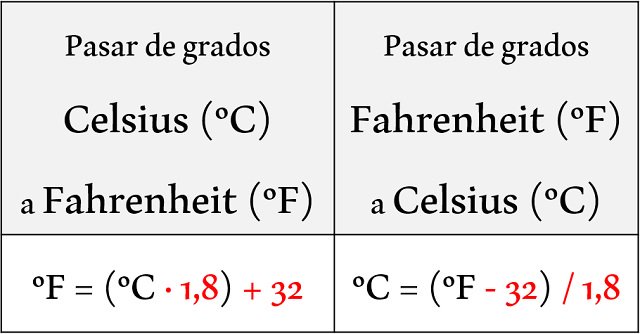 Pasar de grados
Celsius (ºC)
a Fahrenheit (ºF)
ºF = (ºC · 1,8) + 32
Pasar de grados
Fahrenheit (ºF)
a Celsius (ºC)
ºC = (ºF - 32) / 1,8